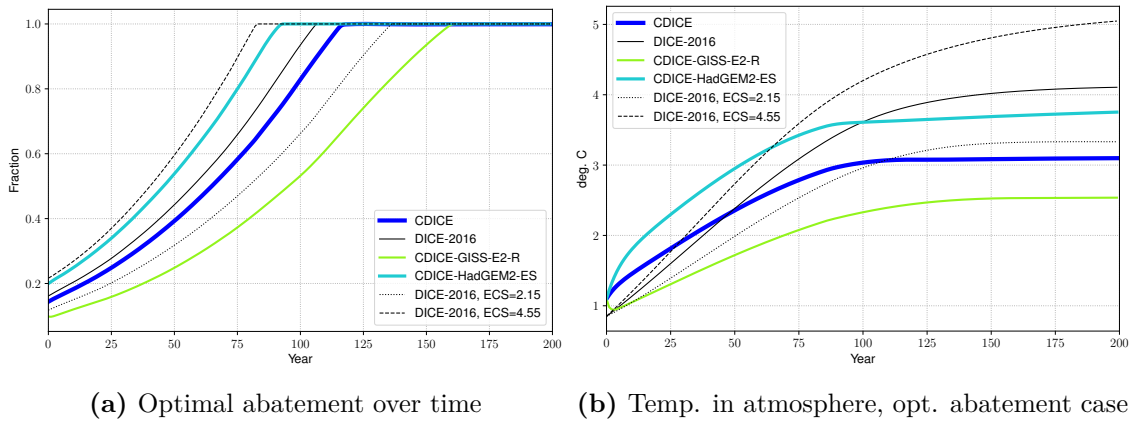 1.0
0.8
0.6
0.4
0.2
Fraction
0
25
50
75
100
125
150
175
200
Year
CDICE
DICE-2016
CDICE-GISS-E2-R
CDICE-HadGEM2-ES
DICE-2016, ECS=2.15
DICE-2016, ECS=4.55
(a) Optimal abatement over time
5
4
3
2
1
deg. C
0
25
50
75
100
125
150
175
200
Year
CDICE
DICE-2016
CDICE-GISS-E2-R
CDICE-HadGEM2-ES
DICE-2016, ECS=2.15
DICE-2016, ECS=4.55
(b) Temp. in atmosphere, opt. abatement case